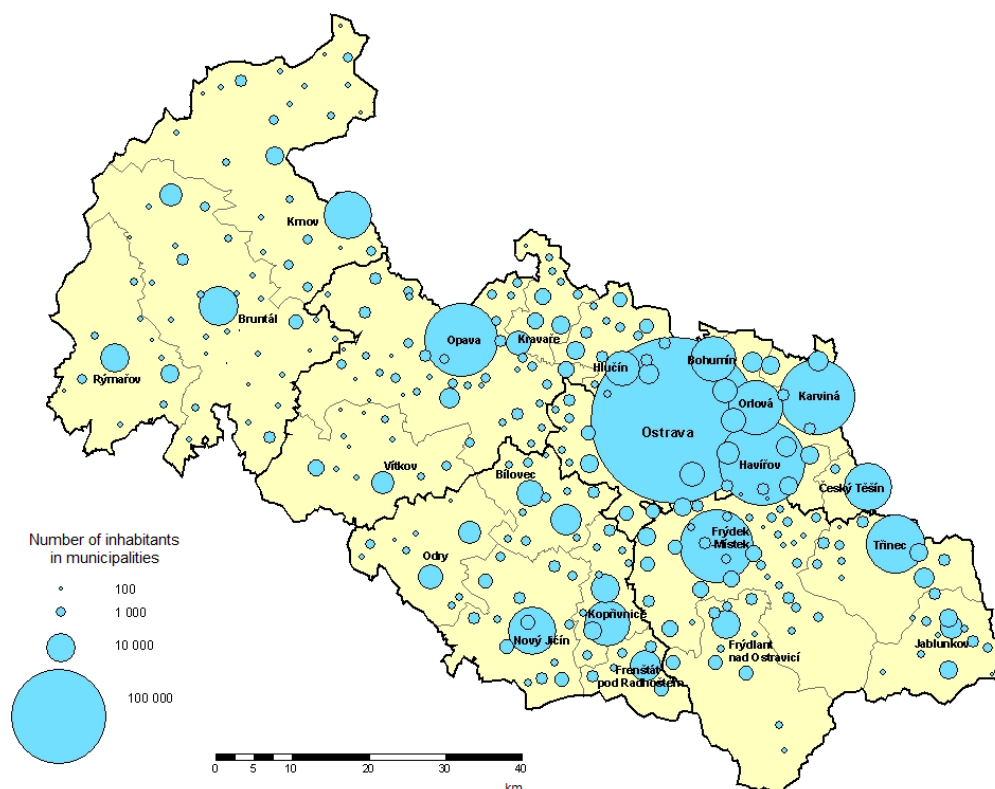 Krnov
Bruntál
Rýmařov
Opava
Kravaře
Hlučín
Bohumín
Orlová
Karviná
Ostrava
Havířov
Český Těšín
Vítkov
Bílovec
Odry
Frýdek
Místek
Třinec
Kopřivnice
Nový Jičín
Frýdlant
nad Ostravicí
Jablunkov
Frenštát
pod Radhoštěm
Number of inhabitants
in municipalities
100
1 000
10 000
100 000
0 5 10 20 30 40
km